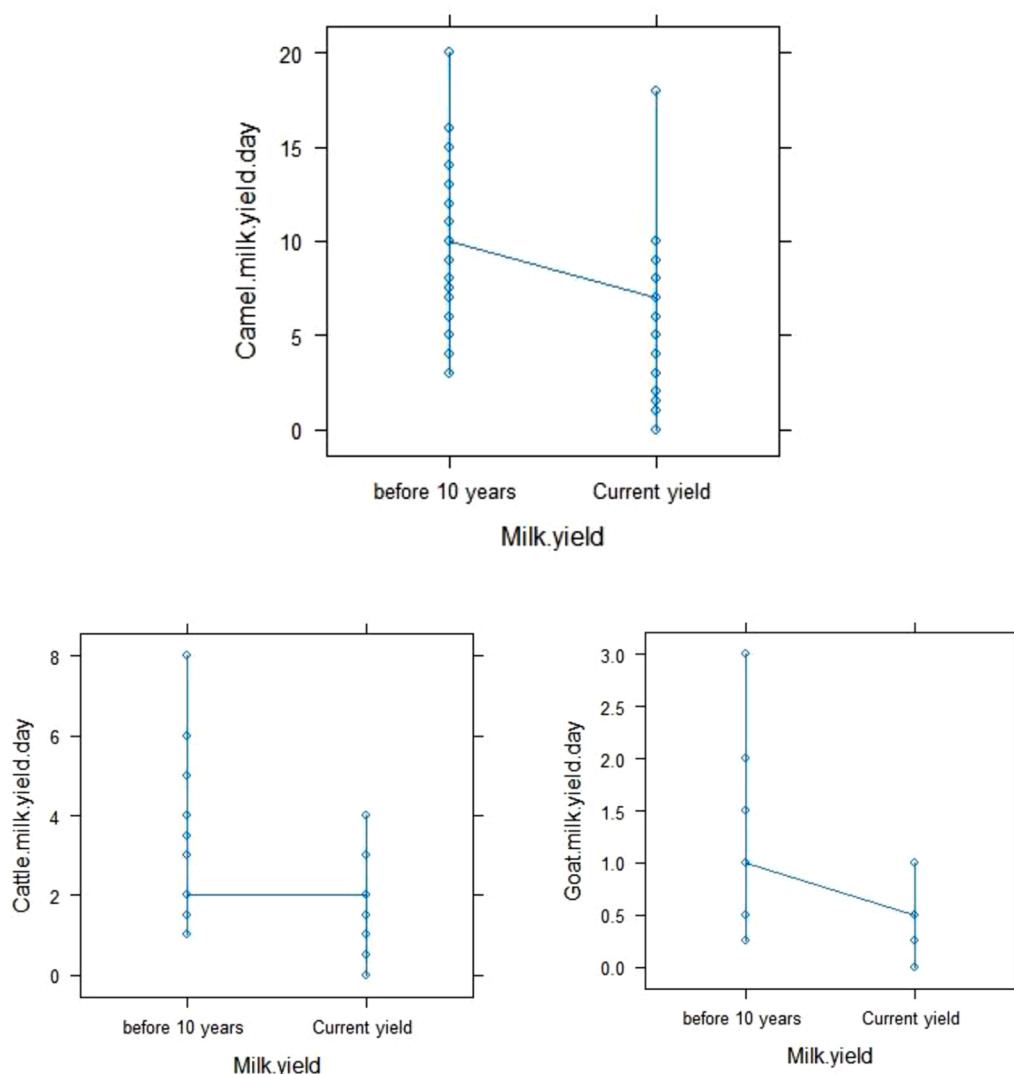 Camel.milk.yield.day
20
15
10
5
0
before 10 years Current yield
Milk.yield
Cattle.milk.yield.day
8
6
4
2
0
before 10 years Current yield
Milk.yield
Goat.milk.yield.day
3.0
2.5
2.0
1.5
1.0
0.5
0.0
before 10 years Current yield
Milk.yield